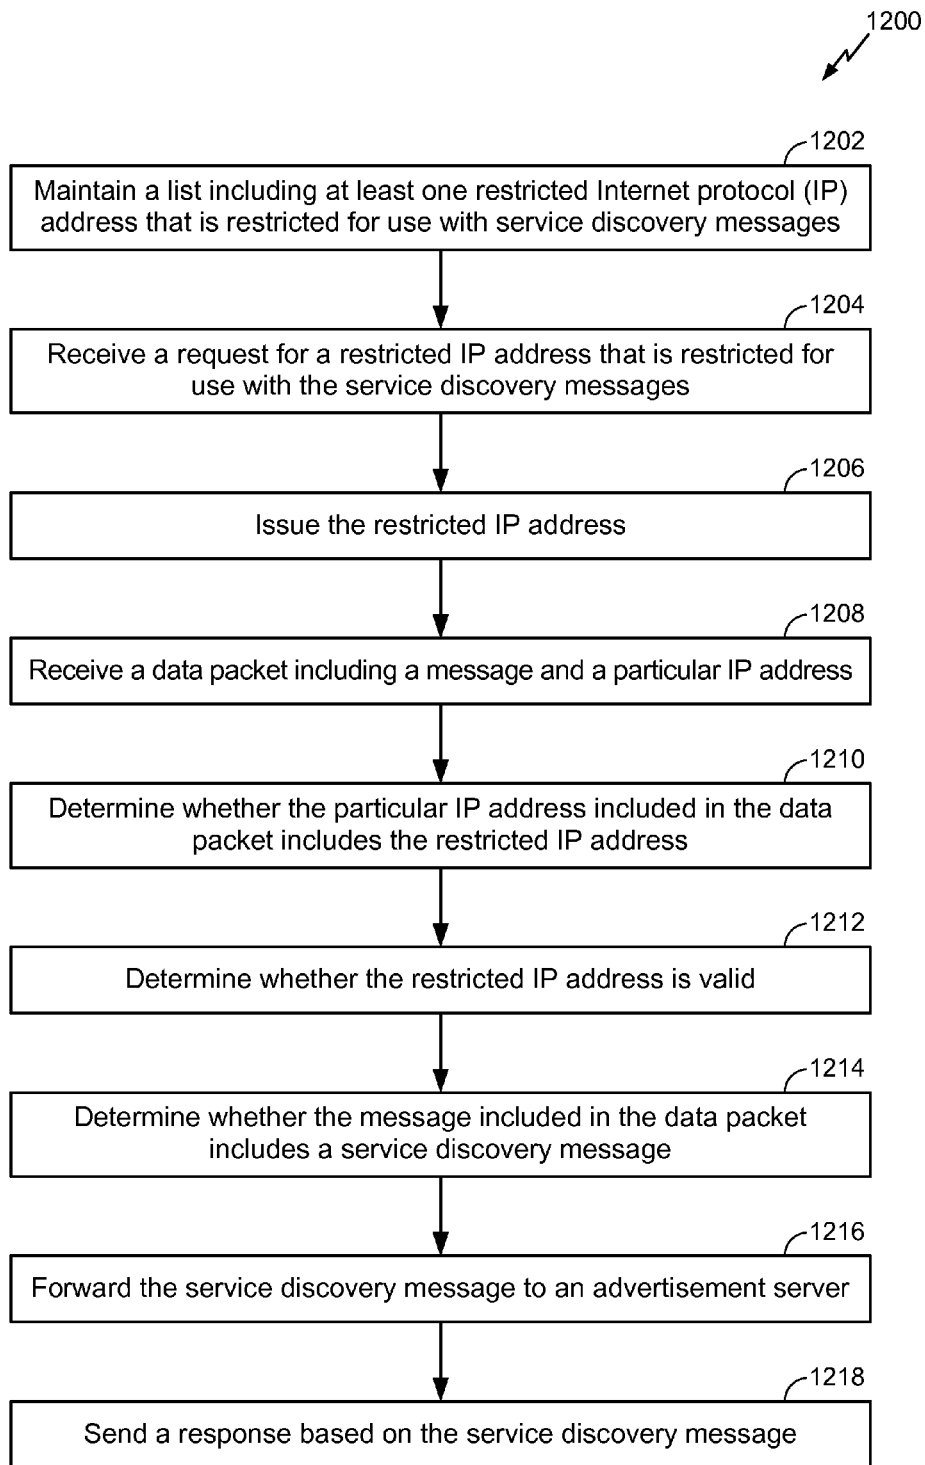 1200
1202
Maintain a list including at least one restricted Internet protocol (IP)
address that is restricted for use with service discovery messages
1204
Receive a request for a restricted IP address that is restricted for
use with the service discovery messages
1206
Issue the restricted IP address
1208
Receive a data packet including a message and a particular IP address
1210
Determine whether the particular IP address included in the data
packet includes the restricted IP address
1212
Determine whether the restricted IP address is valid
1214
Determine whether the message included in the data packet
includes a service discovery message
1216
Forward the service discovery message to an advertisement server
1218
Send a response based on the service discovery message